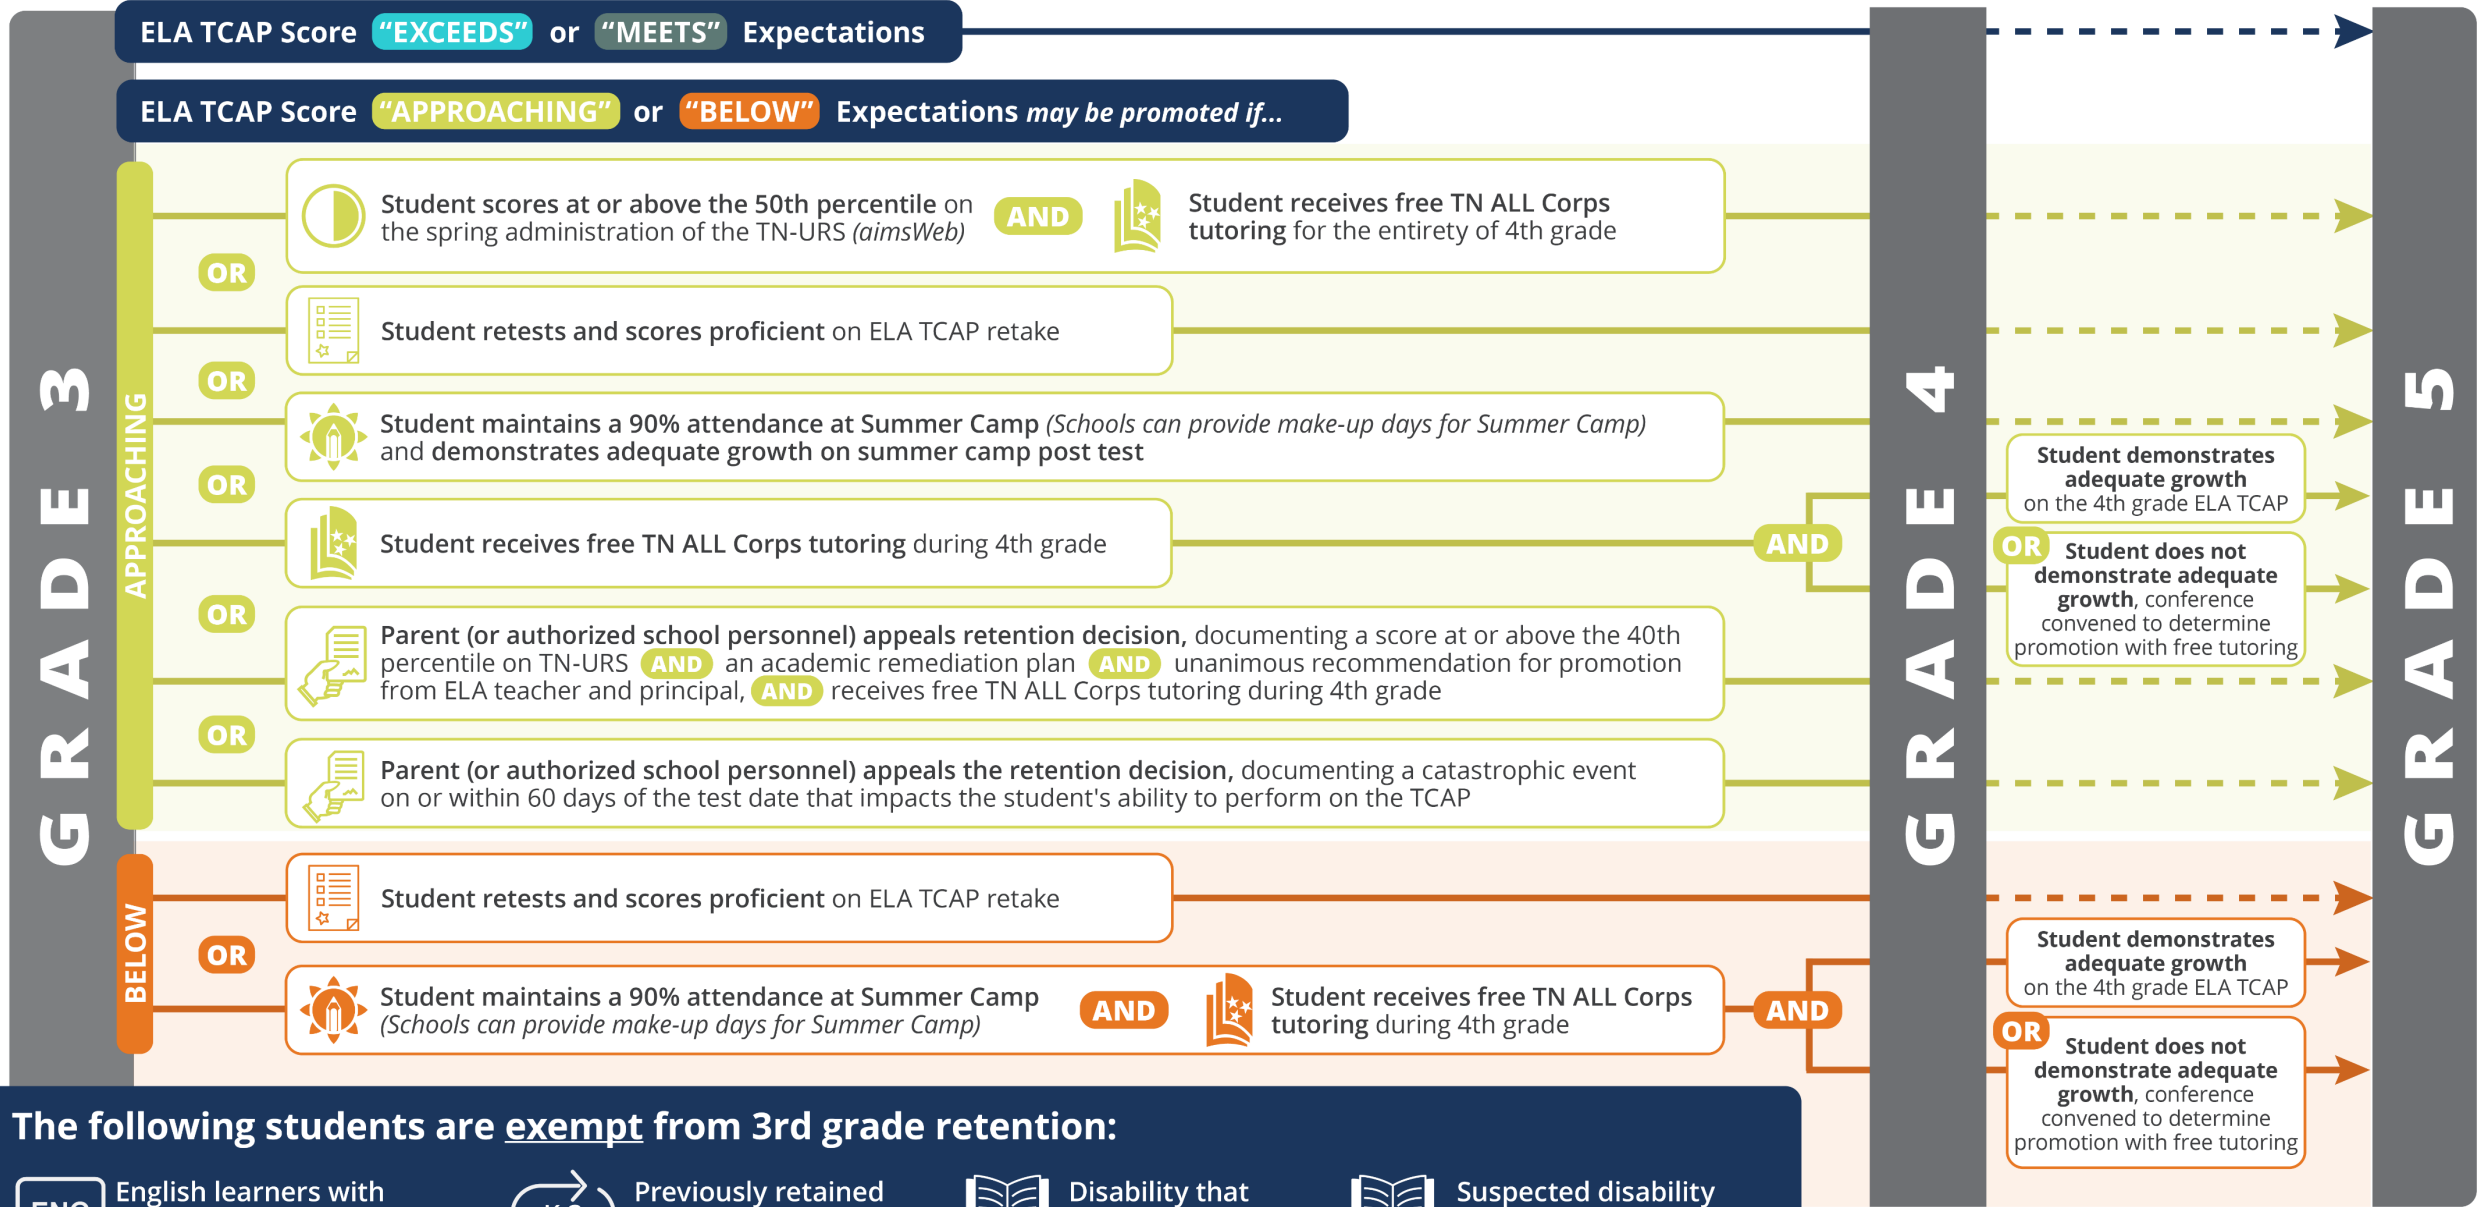 ELA TCAP Score “EXCEEDS” or “MEETS” Expectations
ELA TCAP Score “APPROACHING” or “BELOW” Expectations may be promoted if...
GRADE 3
GRADE 4
GRADE 5
APPROACHING
Student scores at or above the 50th percentile on
the spring administration of the TN-URS (aimsWeb)
AND
Student receives free TN ALL Corps
tutoring for the entirety of 4th grade
OR
Student retests and scores proficient on ELA TCAP retake
OR
Student maintains a 90% attendance at Summer Camp (Schools can provide make-up days for Summer Camp)
and demonstrates adequate growth on summer camp post test
OR
Student receives free TN ALL Corps tutoring during 4th grade
AND
Student demonstrates
adequate growth
on the 4th grade ELA TCAP
OR
Student does not
demonstrate adequate
growth, conference
convened to determine
promotion with free tutoring
OR
Parent (or authorized school personnel) appeals retention decision, documenting a score at or above the 40th
percentile on TN-URS AND an academic remediation plan AND unanimous recommendation for promotion
from ELA teacher and principal, AND receives free TN ALL Corps tutoring during 4th grade
OR
Parent (or authorized school personnel) appeals the retention decision, documenting a catastrophic event
on or within 60 days of the test date that impacts the student's ability to perform on the TCAP
BELOW
Student retests and scores proficient on ELA TCAP retake
OR
Student maintains a 90% attendance at Summer Camp
(Schools can provide make-up days for Summer Camp)
AND
Student receives free TN ALL Corps
tutoring during 4th grade
AND
Student demonstrates
adequate growth
on the 4th grade ELA TCAP
OR
Student does not
demonstrate adequate
growth, conference
convened to determine
promotion with free tutoring
The following students are exempt from 3rd grade retention:
English learners with
Previously retained
Disability that
Suspected disability